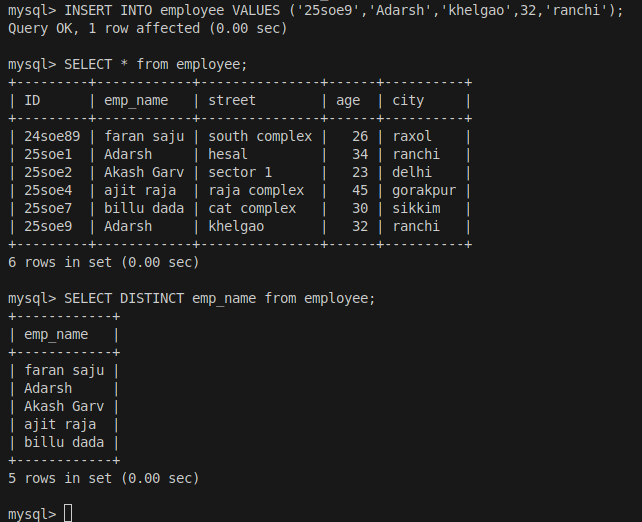 mysql> INSERT INTO employee VALUES ('25soe9','Adarsh','khelgao',32,'ranchi');
Query OK, 1 row affected (0.00 sec)
mysql> SELECT * from employee;
+---------+------------+---------------+------+----------+
| ID      | emp_name   | street        | age  | city     |
+---------+------------+---------------+------+----------+
| 24soe89 | faran saju | south complex |   26 | raxol    |
| 25soe1  | Adarsh     | hesal         |   34 | ranchi   |
| 25soe2  | Akash Garv | sector 1      |   23 | delhi    |
| 25soe4  | ajit raja  | raja complex  |   45 | gorakpur |
| 25soe7  | billu dada | cat complex   |   30 | sikkim   |
| 25soe9  | Adarsh     | khelgao       |   32 | ranchi   |
+---------+------------+---------------+------+----------+
6 rows in set (0.00 sec)
mysql> SELECT DISTINCT emp_name from employee;
+------------+
| emp_name   |
+------------+
| faran saju |
| Adarsh     |
| Akash Garv |
| ajit raja  |
| billu dada |
+------------+
5 rows in set (0.00 sec)
mysql>